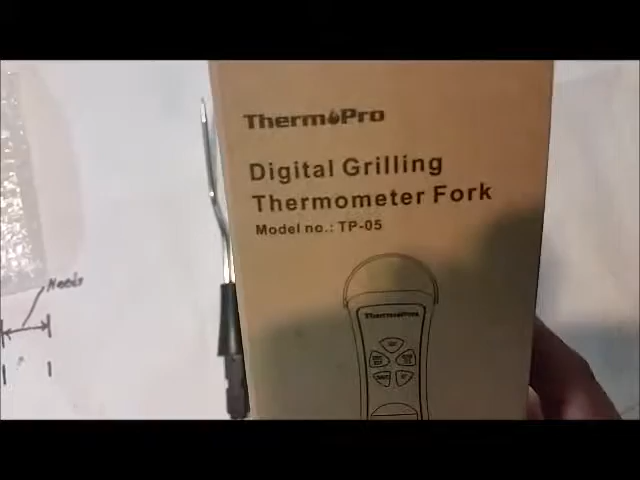 ThermoPro
Digital Grilling
Thermometer Fork
Model no.: TP-05
ThermoPro
Needs